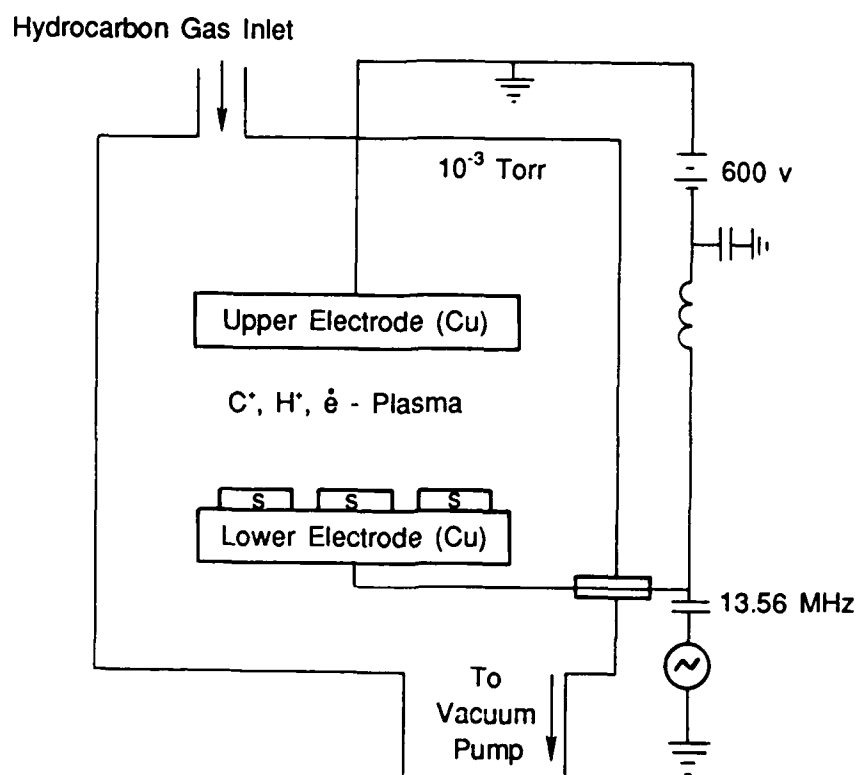 Hydrocarbon Gas Inlet
10⁻³ Torr
600 v
Upper Electrode (Cu)
C⁺, H⁺, ė - Plasma
S S S
Lower Electrode (Cu)
13.56 MHz
To
Vacuum
Pump